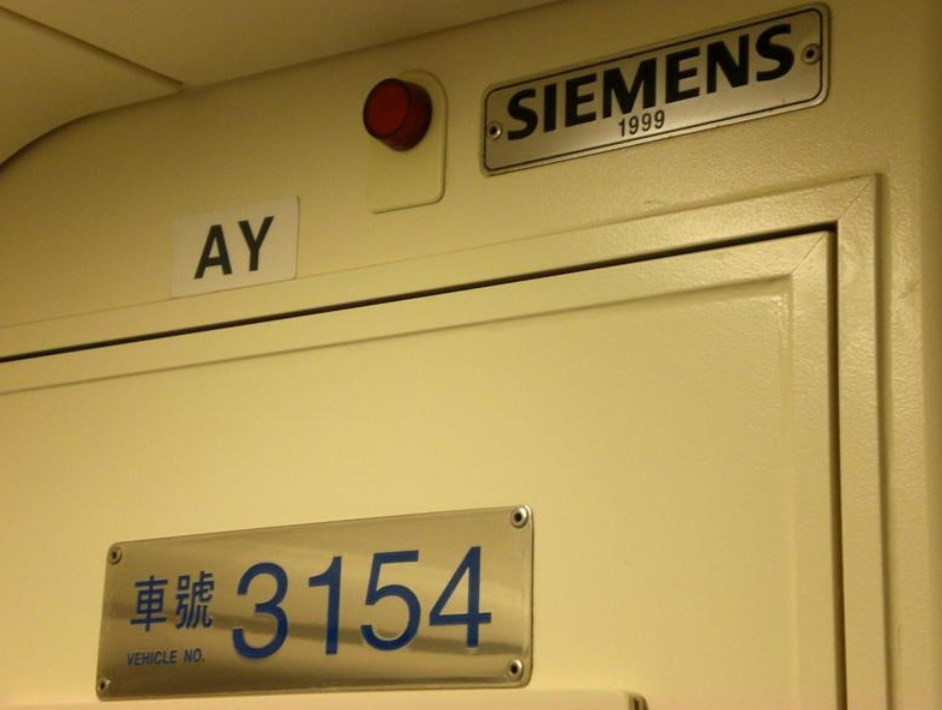 SIEMENS
1999
AY
車號 3154
VEHICLE NO.